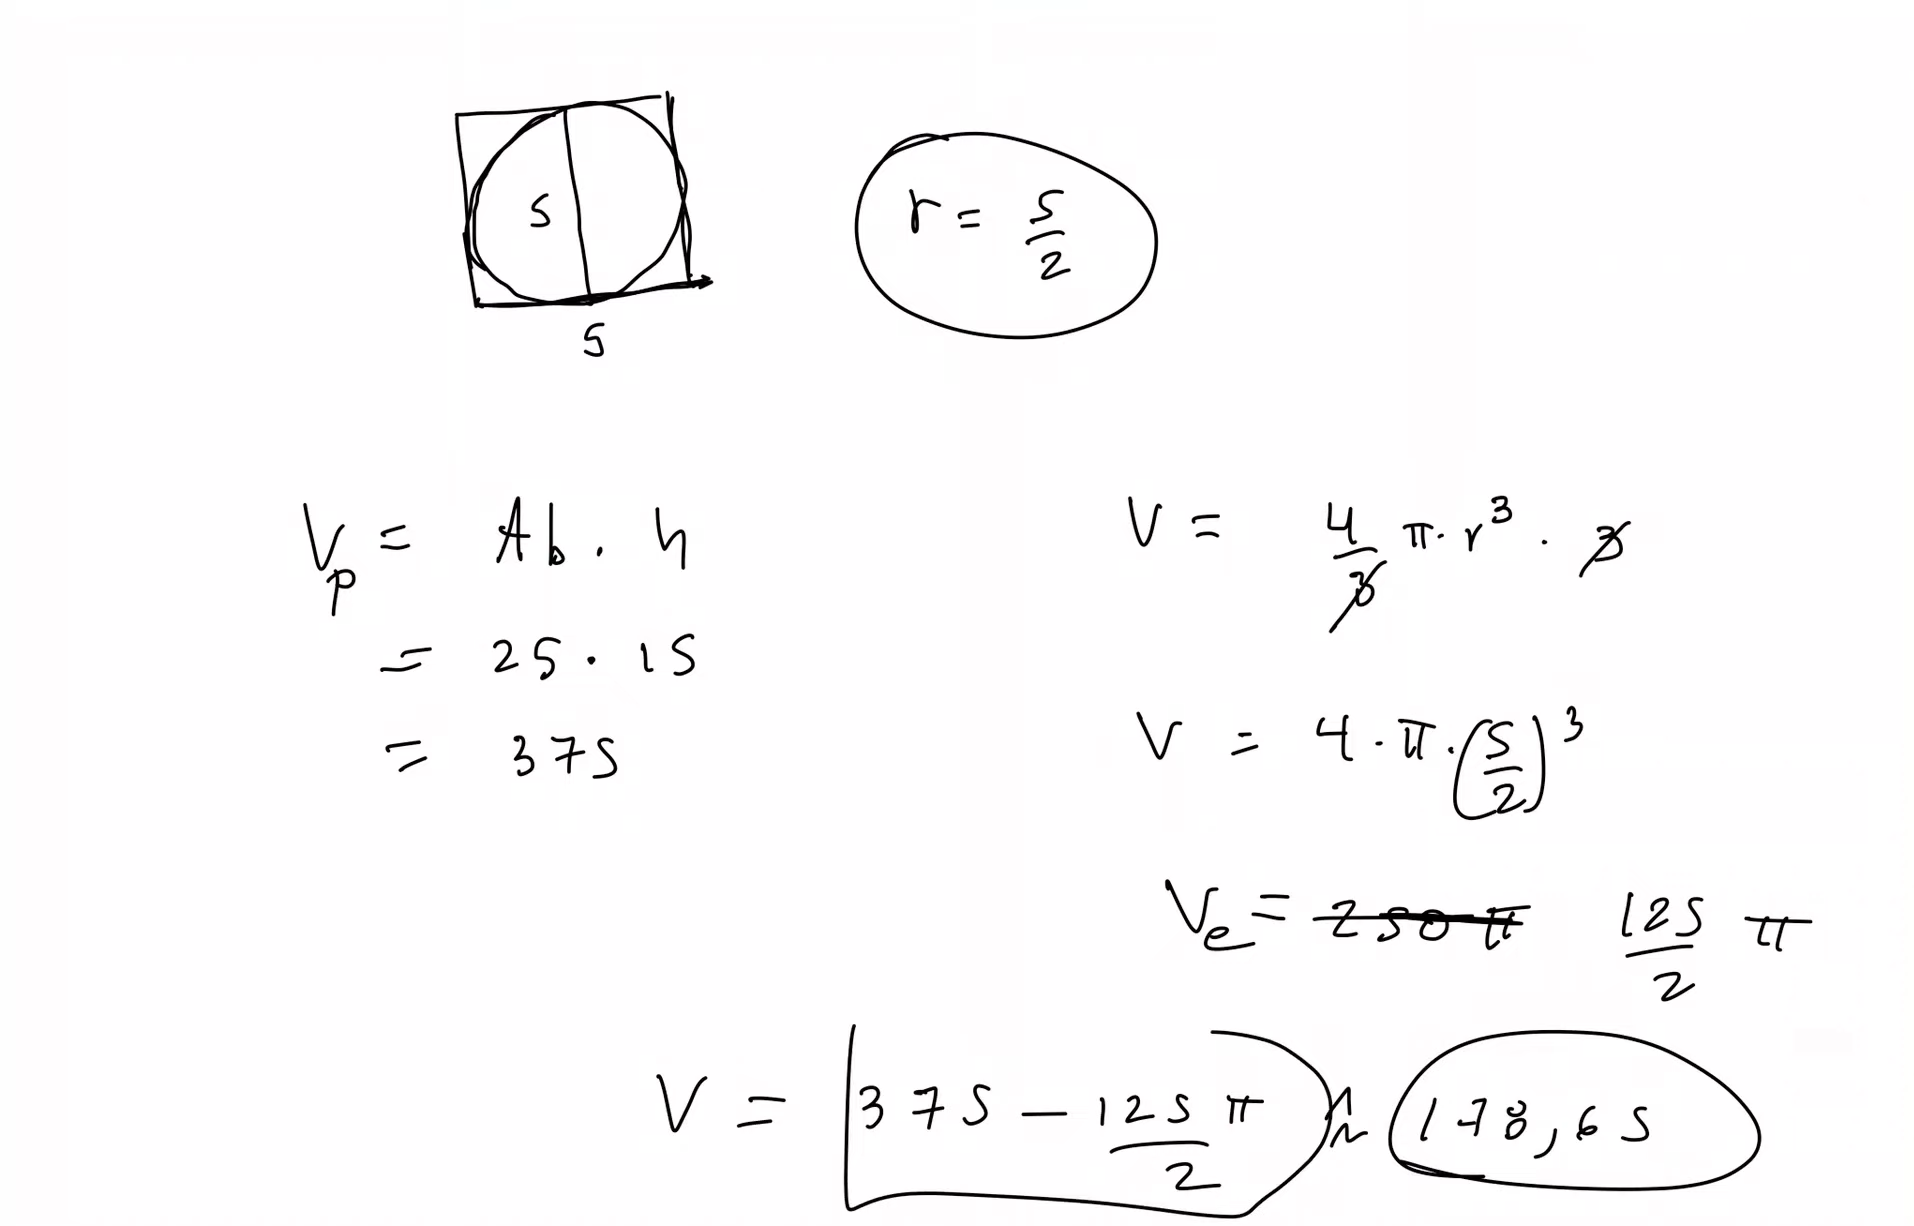 5
5
r = 5/2
Vp = Ab . h
= 25 . 15
= 375
V = 4/3 π · r³ · 3
V = 4 · π · (5/2)³
Ve = 250 π 125/2 π
V = 375 - 125π/2 ≈ 178,65